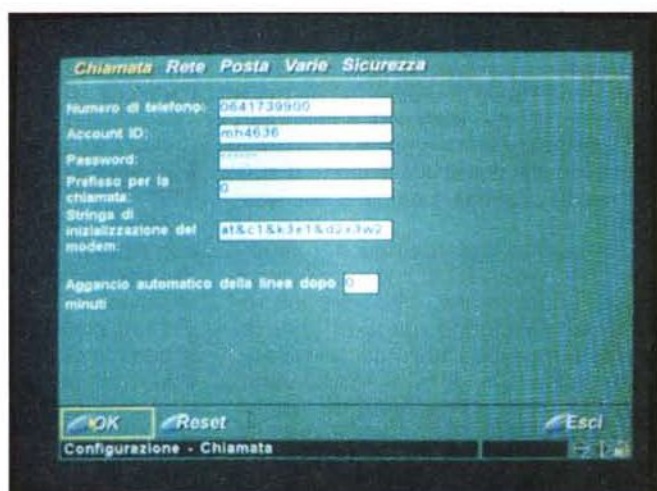 Chiamata Rete Posta Varie Sicurezza
Numero di telefono: 0641739900
Account ID: mh4636
Password: ******
Prefisso per la
chiamata: 0
Stringa di
inizializzazione del
modem: at&c1&k3e1&d2x3w2
Aggancio automatico della linea dopo 0
minuti
OK Reset Esci
Configurazione - Chiamata